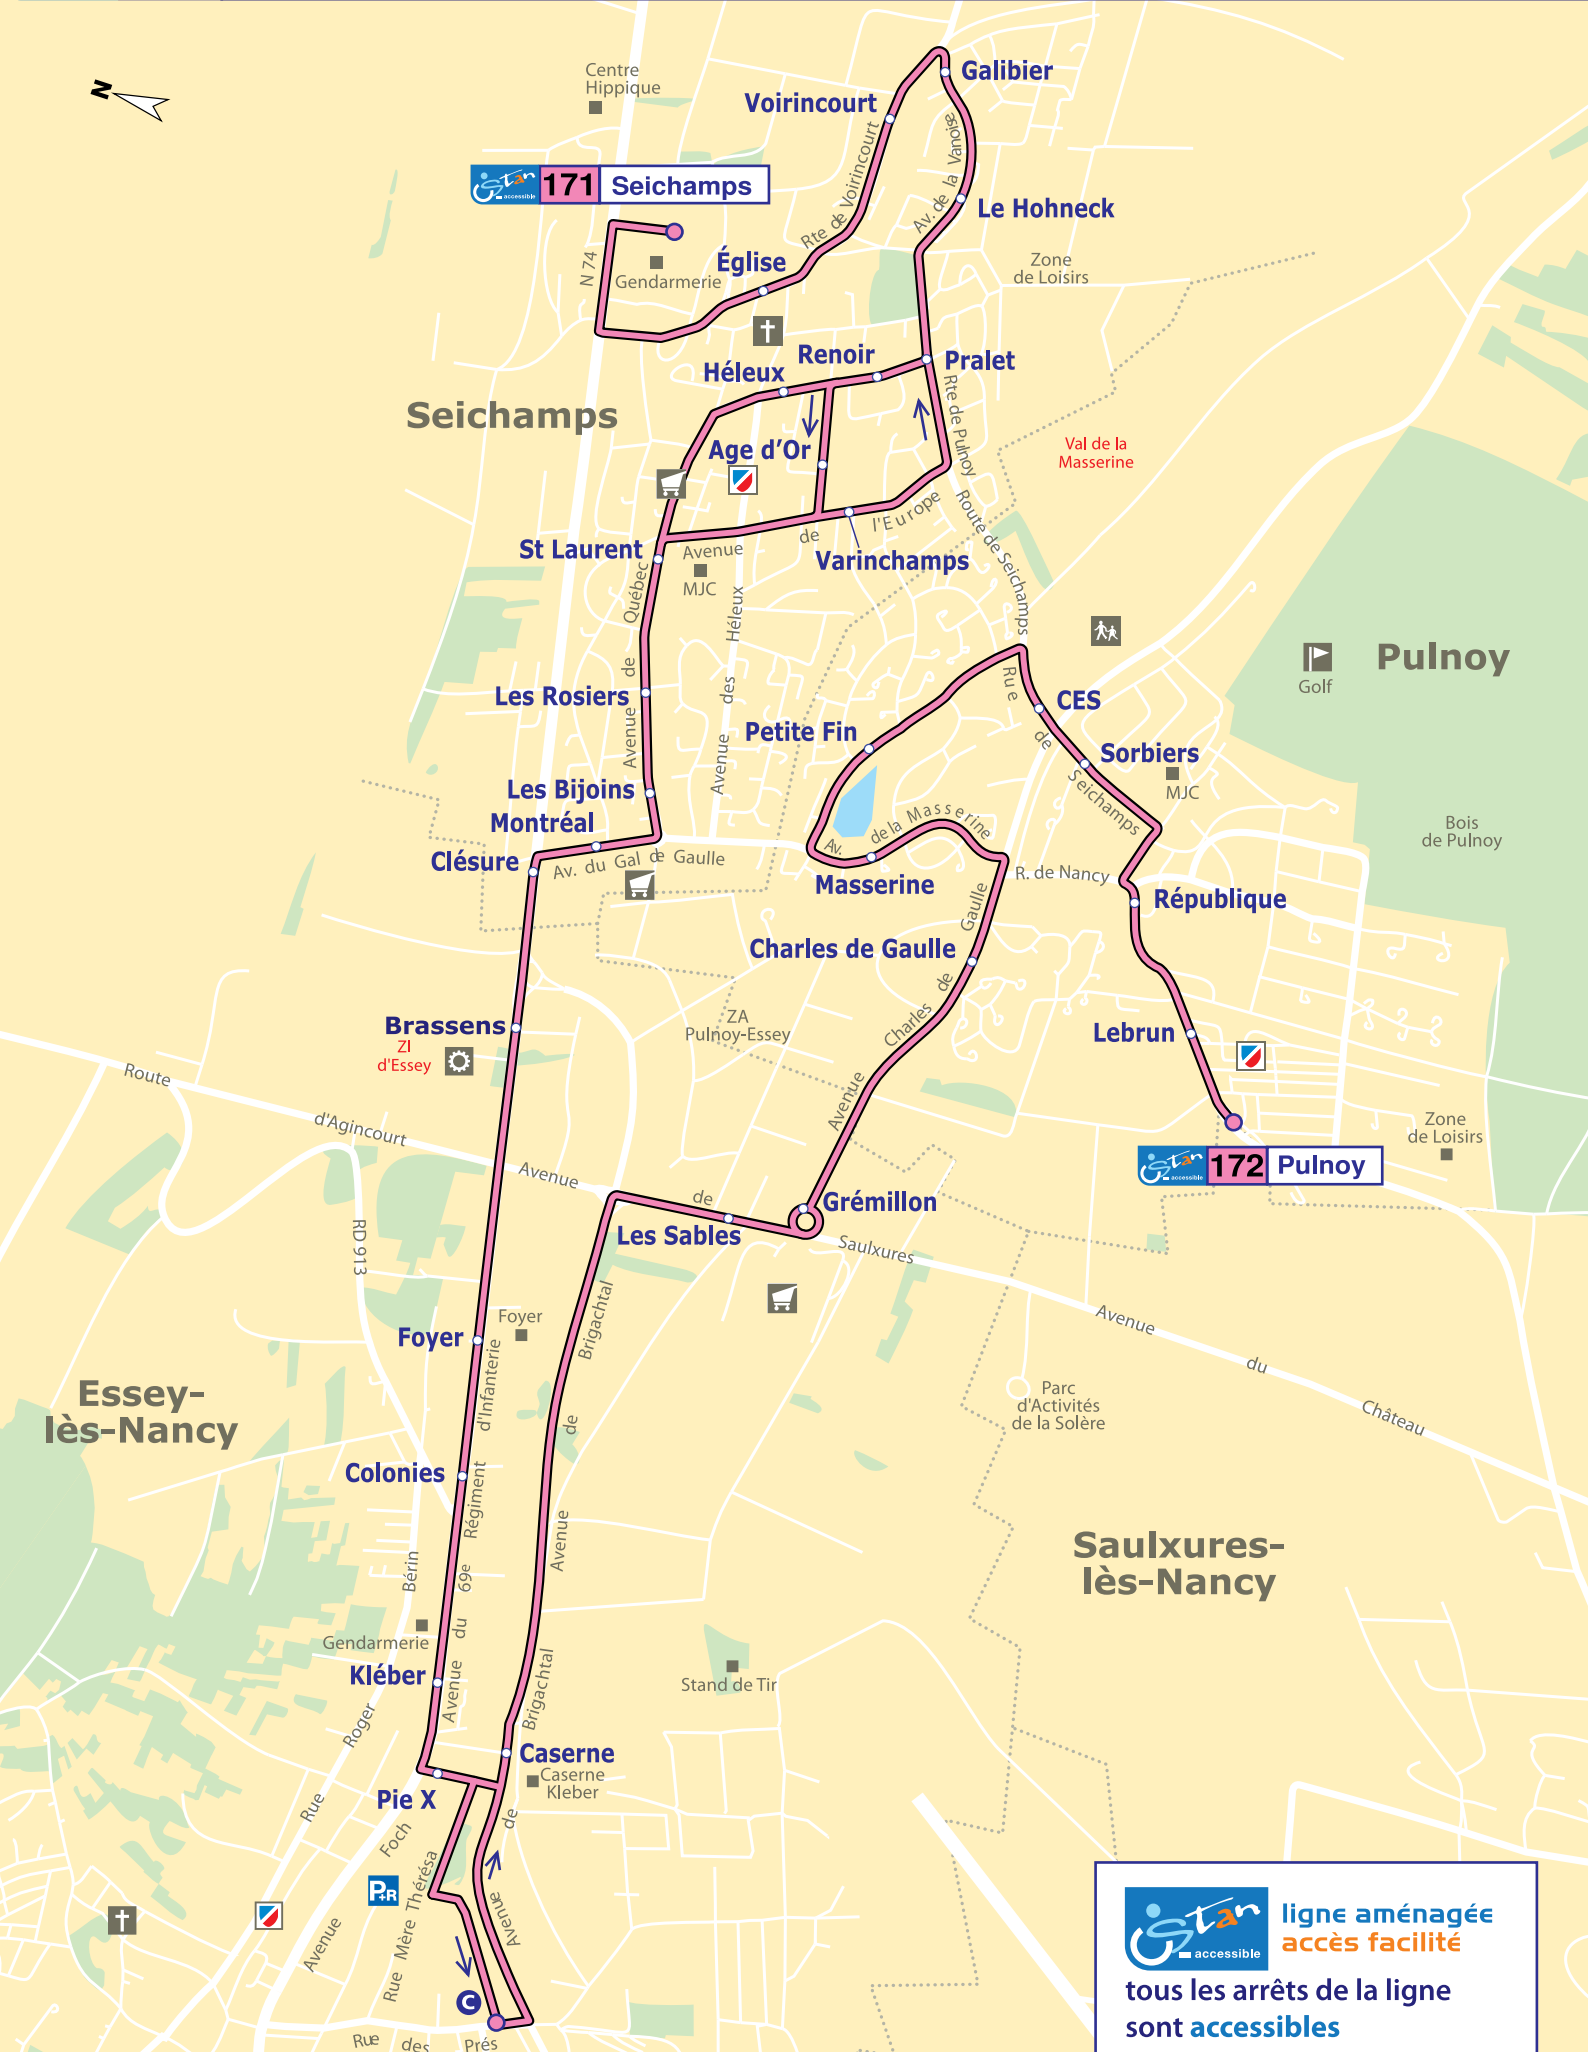 N
Centre
Hippique
Galibier
Voirincourt
Rte de Voirincourt
Av. de la Vanoise
Stan
accessible
171
Seichamps
Le Hohneck
N 74
Gendarmerie
Église
Zone
de Loisirs
Renoir
Héleux
Pralet
Rte de Pulnoy
Seichamps
Age d'Or
Val de la
Masserine
Avenue de l'Europe
Route de Seichamps
St Laurent
MJC
Varinchamps
Avenue de Québec
Avenue des Héleux
Pulnoy
Golf
Les Rosiers
Rue de Seichamps
CES
Petite Fin
Sorbiers
MJC
Les Bijoins
Montréal
Clésure
Av. du Gal de Gaulle
Av. de la Masserine
Bois
de Pulnoy
Masserine
R. de Nancy
République
Charles de Gaulle
Avenue Charles de Gaulle
Brassens
ZI
d'Essey
ZA
Pulnoy-Essey
Lebrun
Route
d'Agincourt
Zone
de Loisirs
Stan
accessible
172
Pulnoy
Avenue de Saulxures
Grémillon
Les Sables
RD 913
Foyer
Foyer
Avenue du Château
Essey-
lès-Nancy
Parc
d'Activités
de la Solère
Avenue de Brigachtal
Colonies
Avenue du 69e Régiment d'Infanterie
Saulxures-
lès-Nancy
Rue Roger Bérin
Gendarmerie
Kléber
Stand de Tir
Avenue de Brigachtal
Caserne
Caserne
Kleber
Pie X
Avenue Foch
P+R
Rue Mère Thérésa
C
Rue des Prés
Stan
accessible
ligne aménagée
accès facilité
tous les arrêts de la ligne
sont accessibles